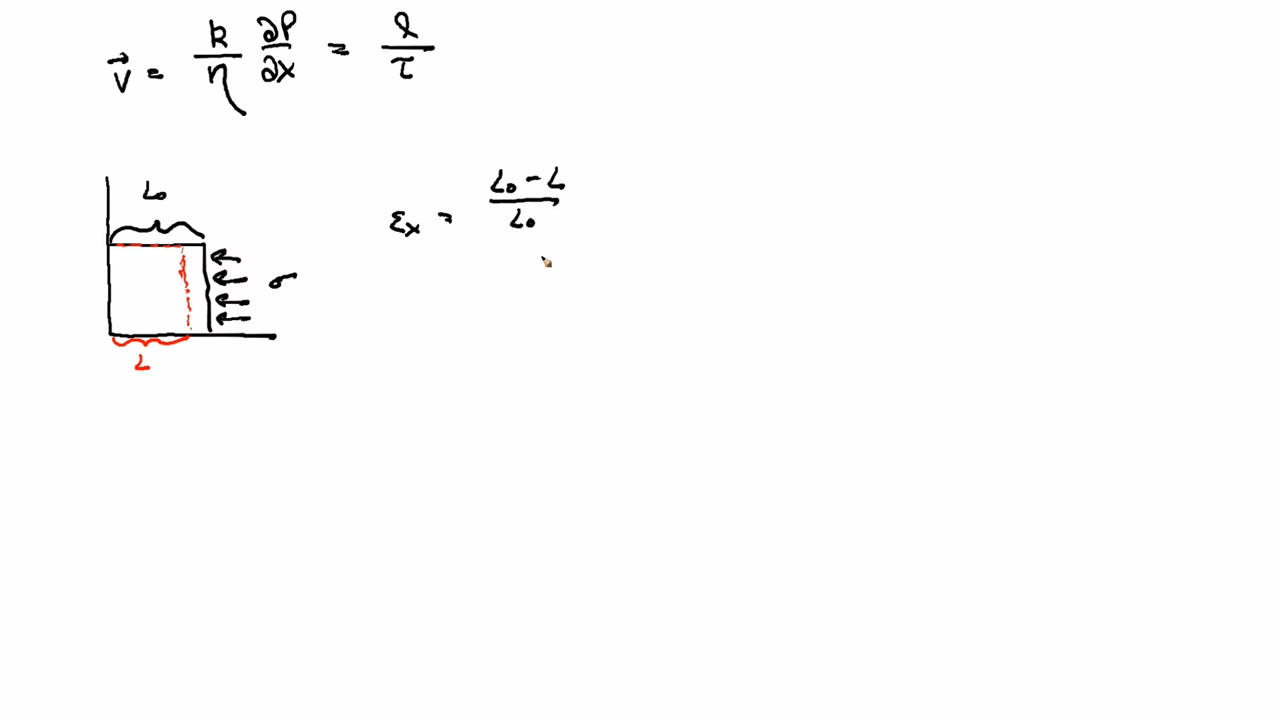 V⃗ = k/η ∂P/∂x = l/τ
L₀
εx = (L₀ - L)/L₀
σ
L